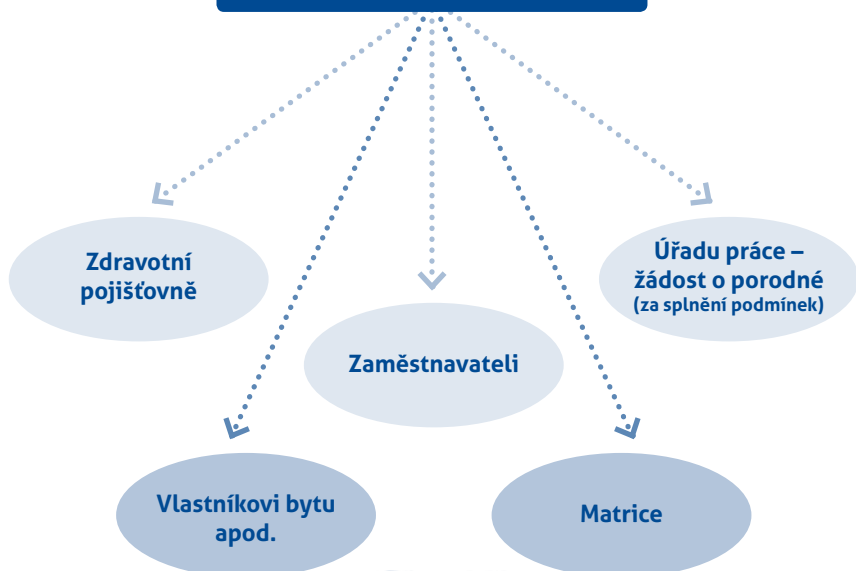 Zdravotní
pojišťovně
Úřadu práce –
žádost o porodné
(za splnění podmínek)
Zaměstnavateli
Vlastníkovi bytu
apod.
Matrice